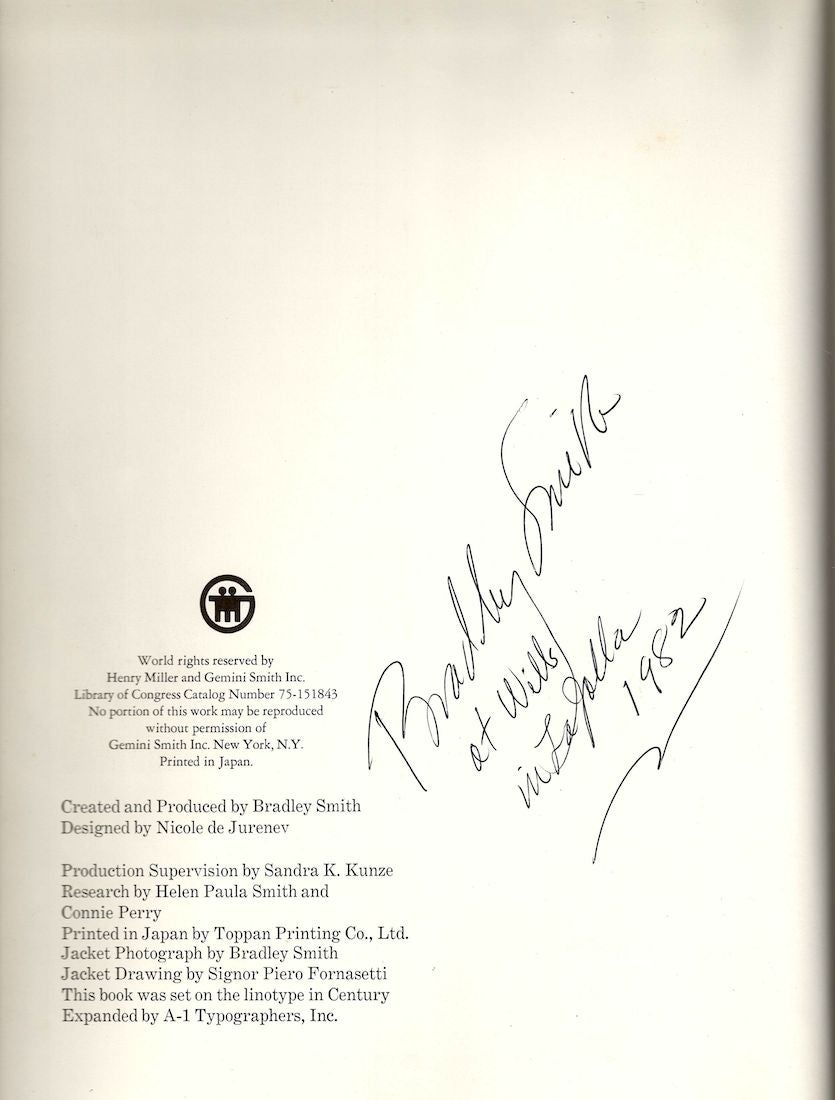 World rights reserved by
Henry Miller and Gemini Smith Inc.
Library of Congress Catalog Number 75-151843
No portion of this work may be reproduced
without permission of
Gemini Smith Inc. New York, N.Y.
Printed in Japan.
Created and Produced by Bradley Smith
Designed by Nicole de Jurenev
Production Supervision by Sandra K. Kunze
Research by Helen Paula Smith and
Connie Perry
Printed in Japan by Toppan Printing Co., Ltd.
Jacket Photograph by Bradley Smith
Jacket Drawing by Signor Piero Fornasetti
This book was set on the linotype in Century
Expanded by A-1 Typographers, Inc.
Bradley Smith
at Wills
in La Jolla
1982